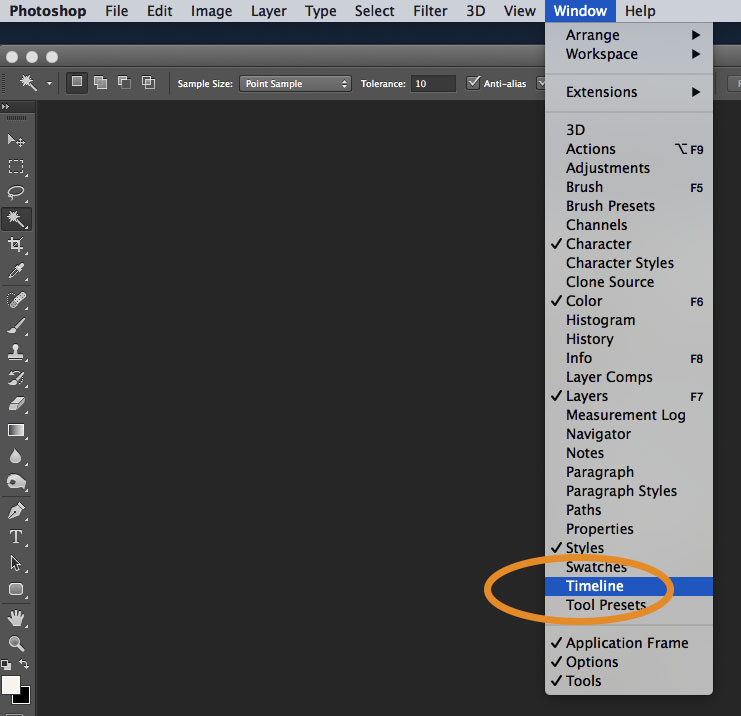 Photoshop File Edit Image Layer Type Select Filter 3D View Window Help
Sample Size: Point Sample Tolerance: 10 Anti-alias
Arrange
Workspace
Extensions
3D
Actions ⌥F9
Adjustments
Brush F5
Brush Presets
Channels
Character
Character Styles
Clone Source
Color F6
Histogram
History
Info F8
Layer Comps
Layers F7
Measurement Log
Navigator
Notes
Paragraph
Paragraph Styles
Paths
Properties
Styles
Swatches
Timeline
Tool Presets
Application Frame
Options
Tools
T